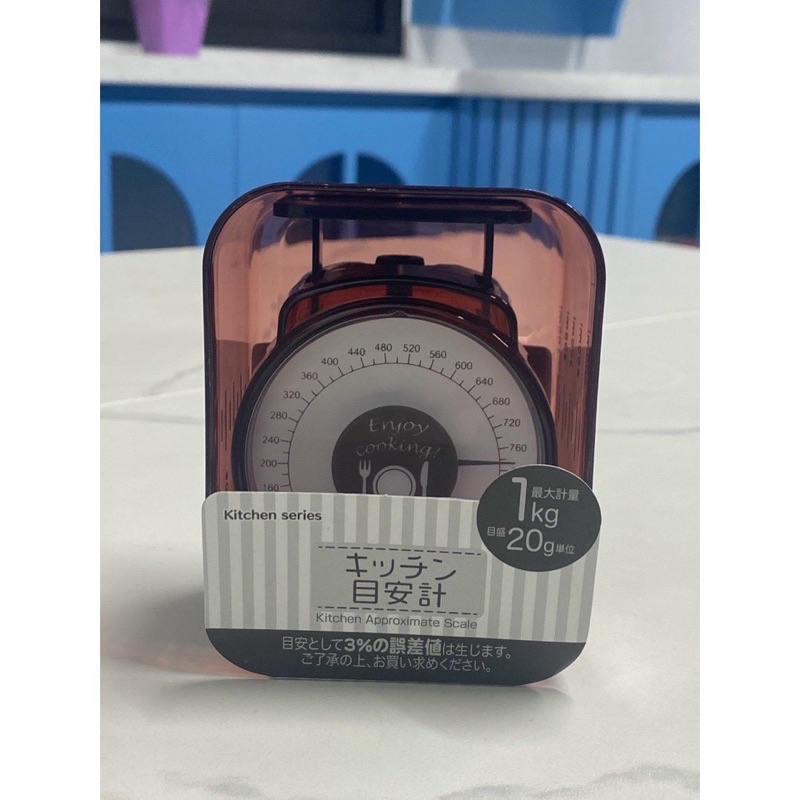 480
520
440
560
400
600
360
640
320
680
280
720
240
760
200
160
Enjoy
cooking!
最大計量
1kg
目盛20g単位
Kitchen series
キッチン
目安計
Kitchen Approximate Scale
目安として3%の誤差値は生じます。
ご了承の上、お買い求めください。